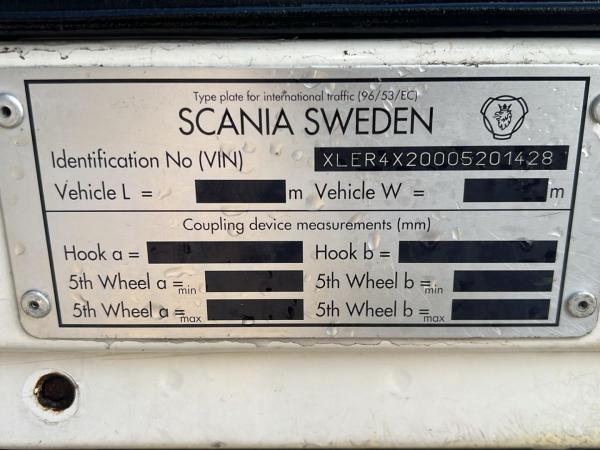 Type plate for international traffic (96/53/EC)
SCANIA SWEDEN
Identification No (VIN) XLER4X20005201428
Vehicle L = m Vehicle W = m
Coupling device measurements (mm)
Hook a = Hook b =
5th Wheel a = min 5th Wheel b = min
5th Wheel a = max 5th Wheel b = max